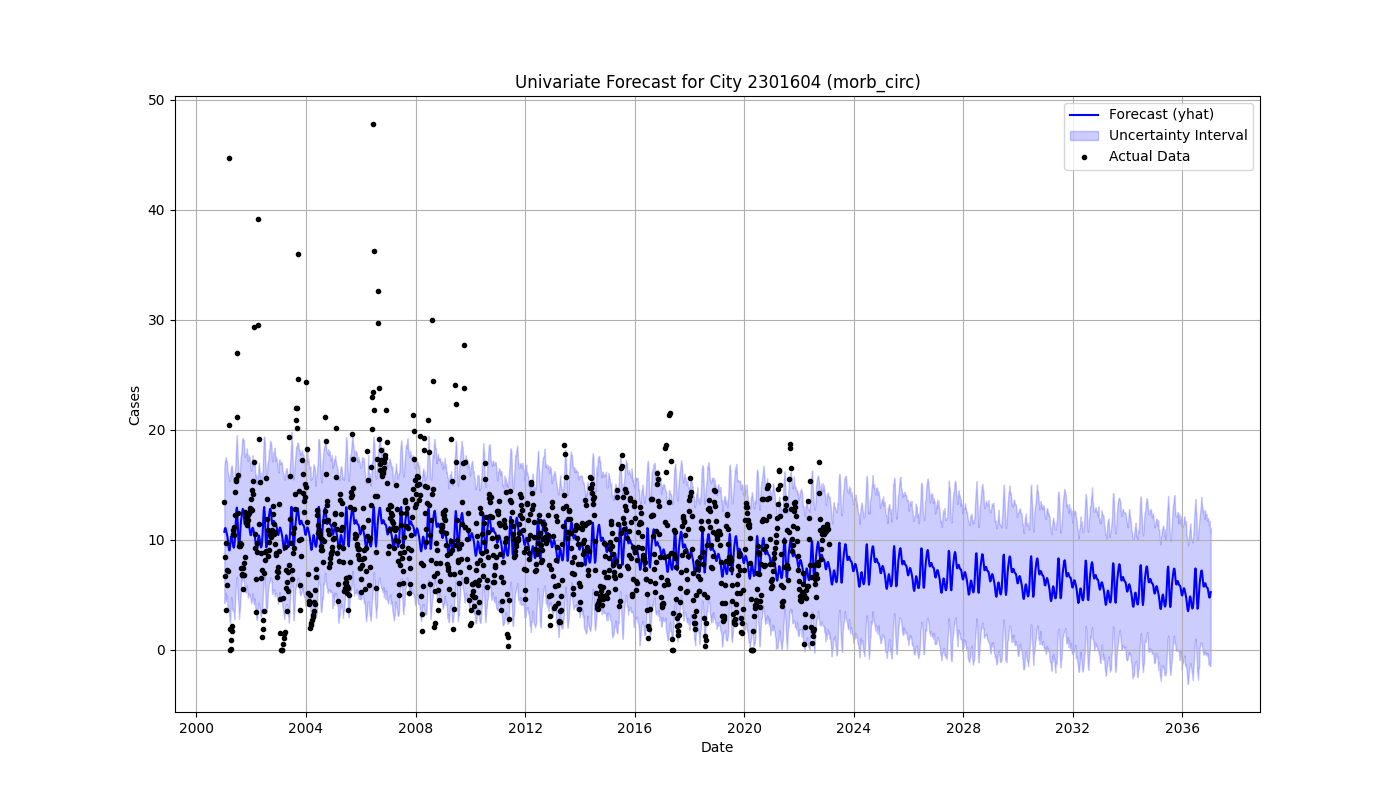 Univariate Forecast for City 2301604 (morb_circ)
Forecast (yhat)
Uncertainty Interval
Actual Data
Cases
50
40
30
20
10
0
2000 2004 2008 2012 2016 2020 2024 2028 2032 2036
Date